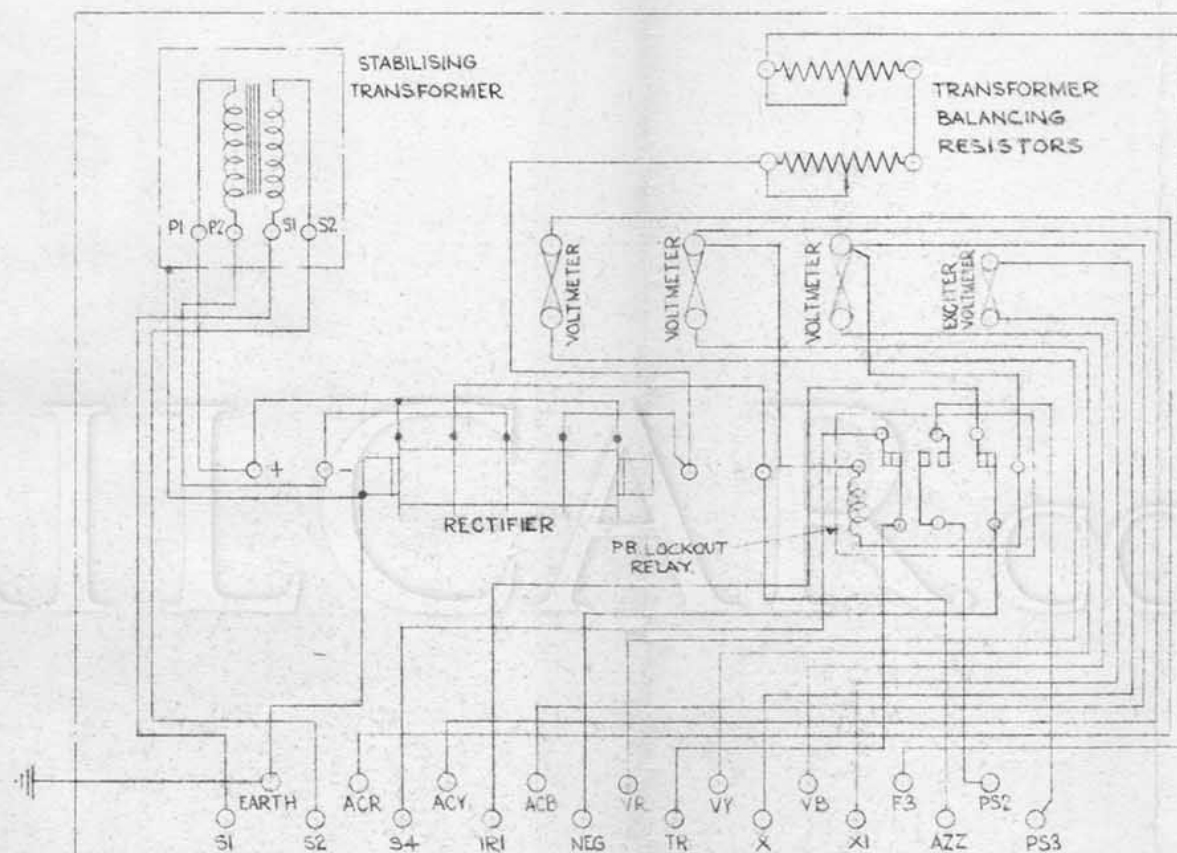 STABILISING
TRANSFORMER
TRANSFORMER
BALANCING
RESISTORS
P1 P2 S1 S2
VOLTMETER
VOLTMETER
VOLTMETER
EXCITER
VOLTMETER
+ -
RECTIFIER
P.B. LOCKOUT
RELAY.
EARTH ACR ACY ACB VR VY VB F3 PS2
S1 S2 S4 IR1 NEG TR X X1 AZZ PS3